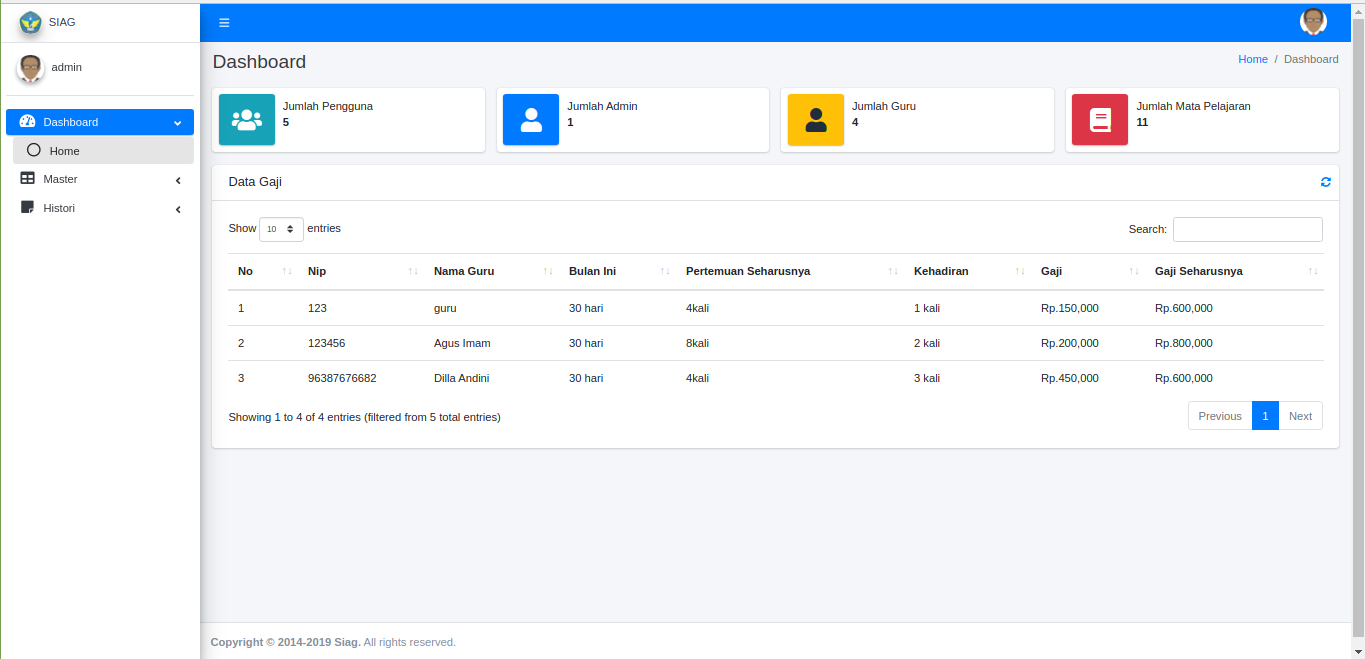 SIAG
admin
Dashboard
Home
Master
Histori
Dashboard
Home / Dashboard
Jumlah Pengguna
5
Jumlah Admin
1
Jumlah Guru
4
Jumlah Mata Pelajaran
11
Data Gaji
Show 10 entries
Search:
No Nip Nama Guru Bulan Ini Pertemuan Seharusnya Kehadiran Gaji Gaji Seharusnya
1 123 guru 30 hari 4kali 1 kali Rp.150,000 Rp.600,000
2 123456 Agus Imam 30 hari 8kali 2 kali Rp.200,000 Rp.800,000
3 96387676682 Dilla Andini 30 hari 4kali 3 kali Rp.450,000 Rp.600,000
Showing 1 to 4 of 4 entries (filtered from 5 total entries)
Previous 1 Next
Copyright © 2014-2019 Siag. All rights reserved.